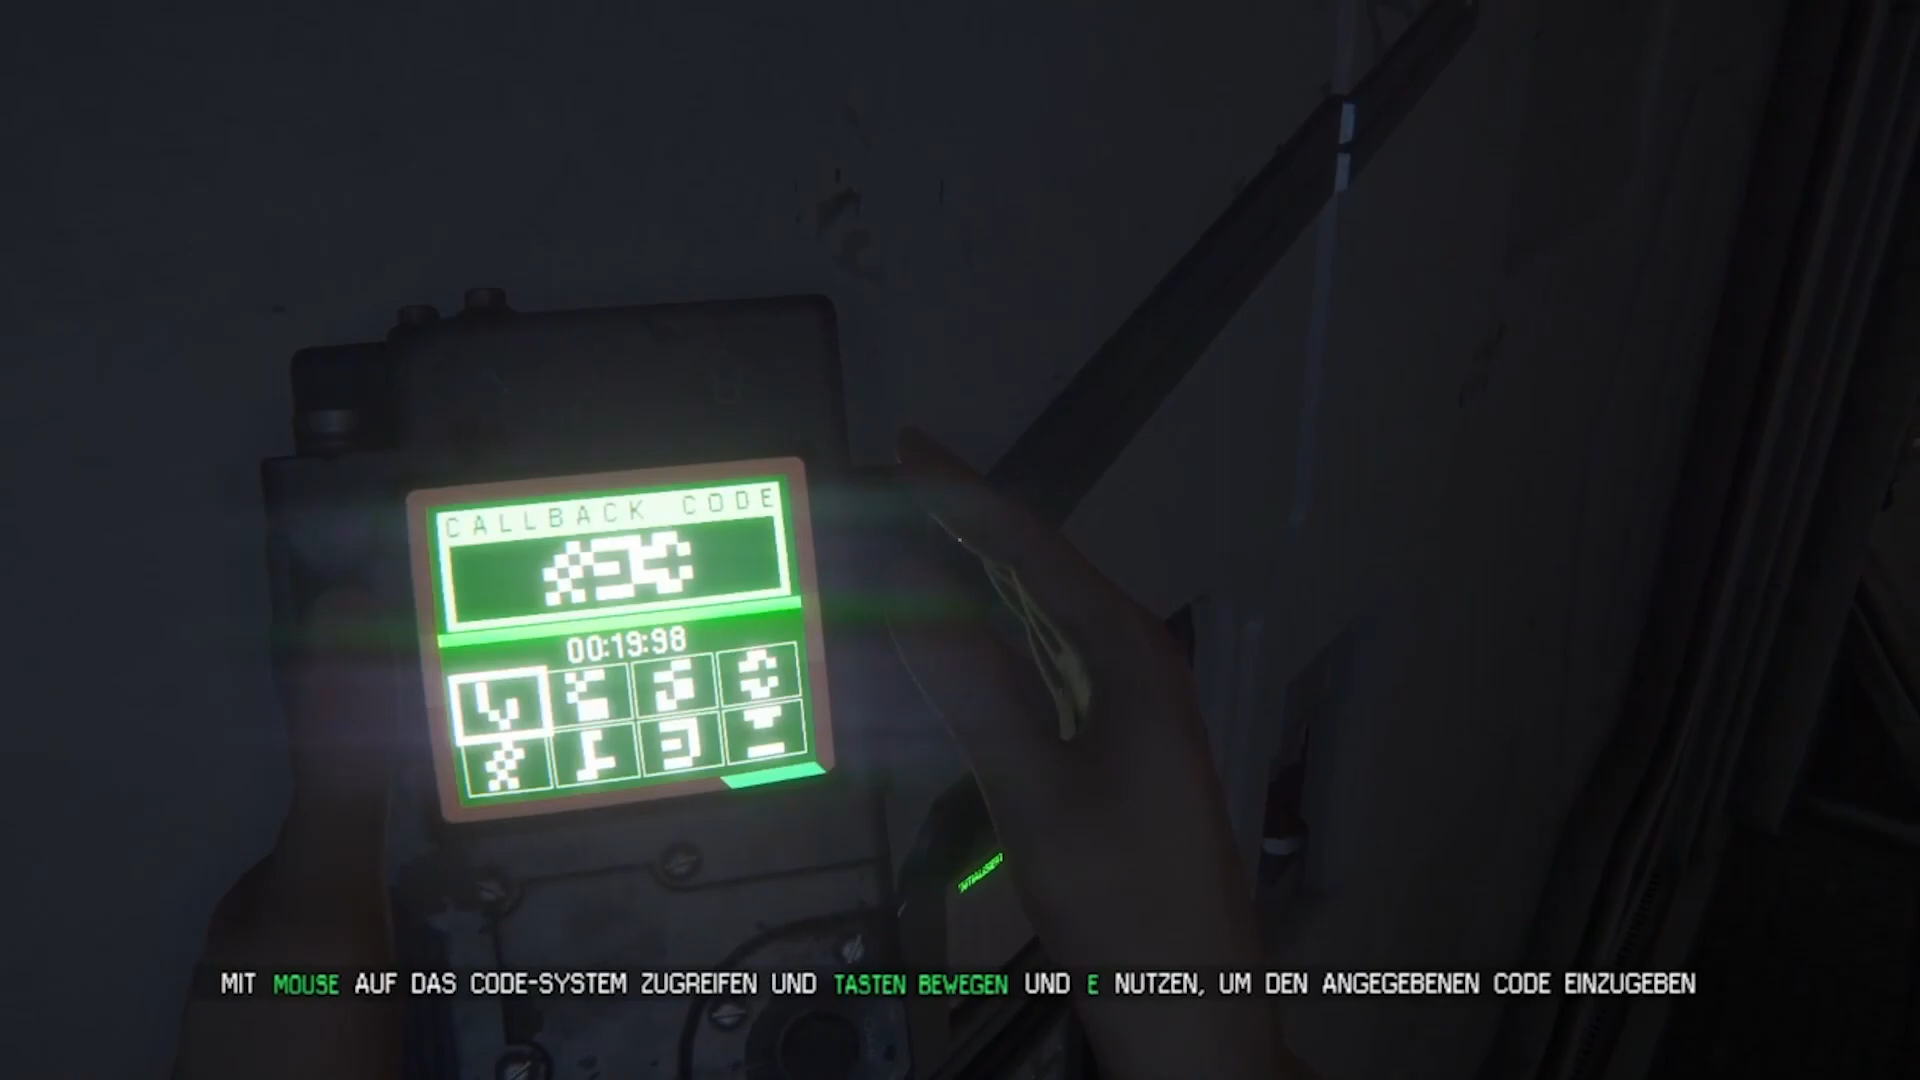 CALLBACK CODE
00:19:98
MIT MOUSE AUF DAS CODE-SYSTEM ZUGREIFEN UND TASTEN BEWEGEN UND E NUTZEN, UM DEN ANGEGEBENEN CODE EINZUGEBEN